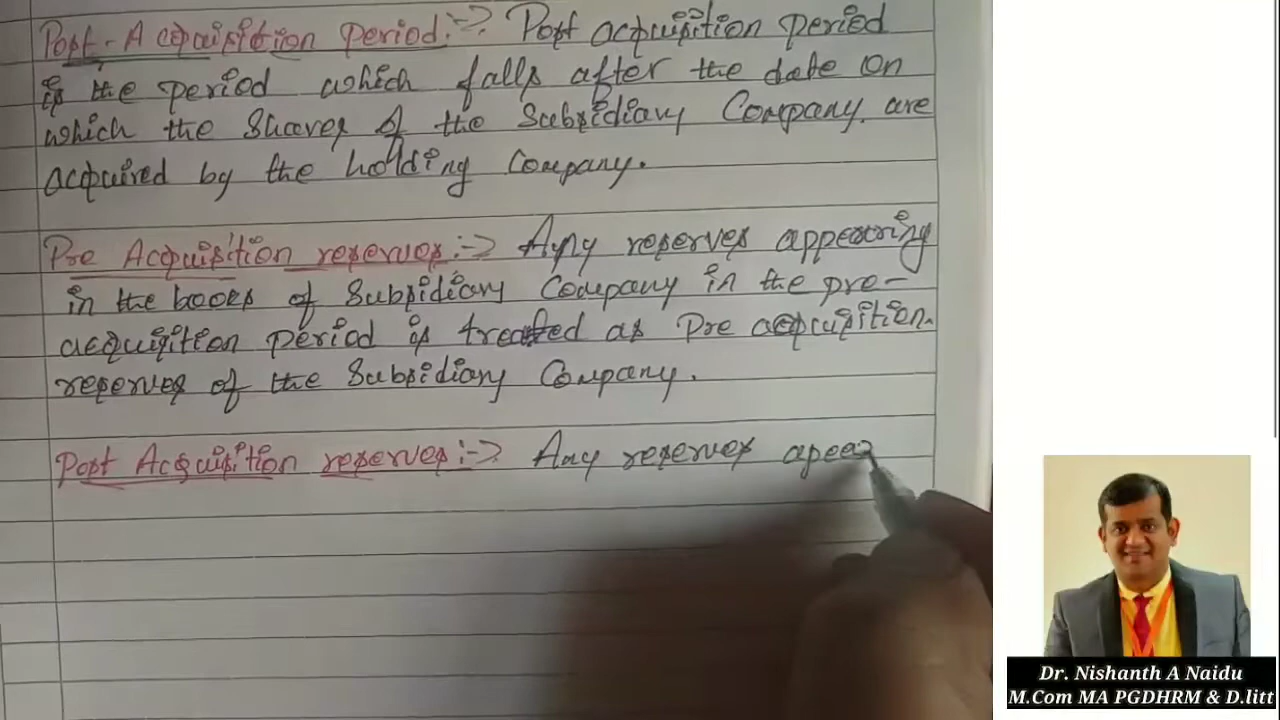 Post - Acquisition period :-> Post acquisition period
is the period which falls after the date on
which the Shares of the Subsidiary Company are
acquired by the holding Company.
Pre Acquisition reserves :-> Any reserves appearing
in the books of Subsidiary Company in the pre-
acquisition period is treated as Pre acquisition
reserves of the Subsidiary Company.
Post Acquisition reserves :-> Any reserves apear
Dr. Nishanth A Naidu
M.Com MA PGDHRM & D.litt